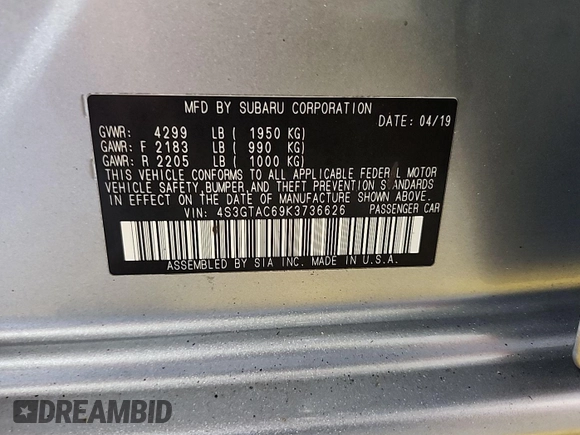 MFD BY SUBARU CORPORATION
DATE: 04/19
GVWR: 4299 LB ( 1950 KG)
GAWR: F 2183 LB ( 990 KG)
GAWR: R 2205 LB ( 1000 KG)
THIS VEHICLE CONFORMS TO ALL APPLICABLE FEDER L MOTOR
VEHICLE SAFETY, BUMPER, AND THEFT PREVENTION S ANDARDS
IN EFFECT ON THE DATE OF MANUFACTURE SHOWN ABOVE.
VIN: 4S3GTAC69K3736626 PASSENGER CAR
ASSEMBLED BY SIA INC. MADE IN U.S.A.
DREAMBID